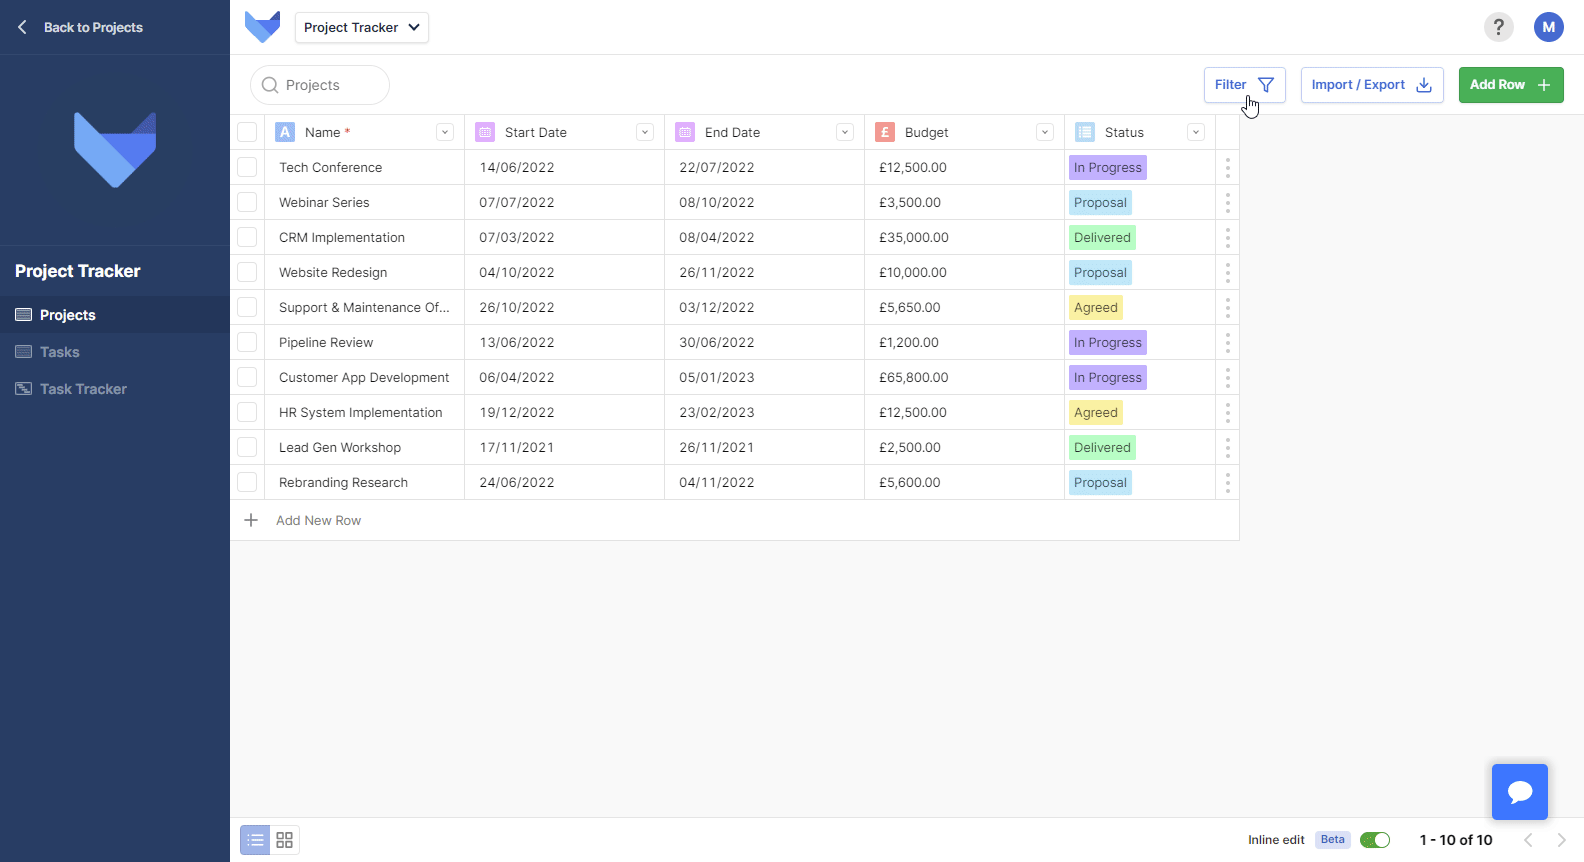 Back to Projects
Project Tracker
?
M
Projects
Filter
Import / Export
Add Row
Project Tracker
Projects
Tasks
Task Tracker
A Name * Start Date End Date £ Budget Status
Tech Conference 14/06/2022 22/07/2022 £12,500.00 In Progress
Webinar Series 07/07/2022 08/10/2022 £3,500.00 Proposal
CRM Implementation 07/03/2022 08/04/2022 £35,000.00 Delivered
Website Redesign 04/10/2022 26/11/2022 £10,000.00 Proposal
Support & Maintenance Of... 26/10/2022 03/12/2022 £5,650.00 Agreed
Pipeline Review 13/06/2022 30/06/2022 £1,200.00 In Progress
Customer App Development 06/04/2022 05/01/2023 £65,800.00 In Progress
HR System Implementation 19/12/2022 23/02/2023 £12,500.00 Agreed
Lead Gen Workshop 17/11/2021 26/11/2021 £2,500.00 Delivered
Rebranding Research 24/06/2022 04/11/2022 £5,600.00 Proposal
Add New Row
Inline edit Beta 1 - 10 of 10